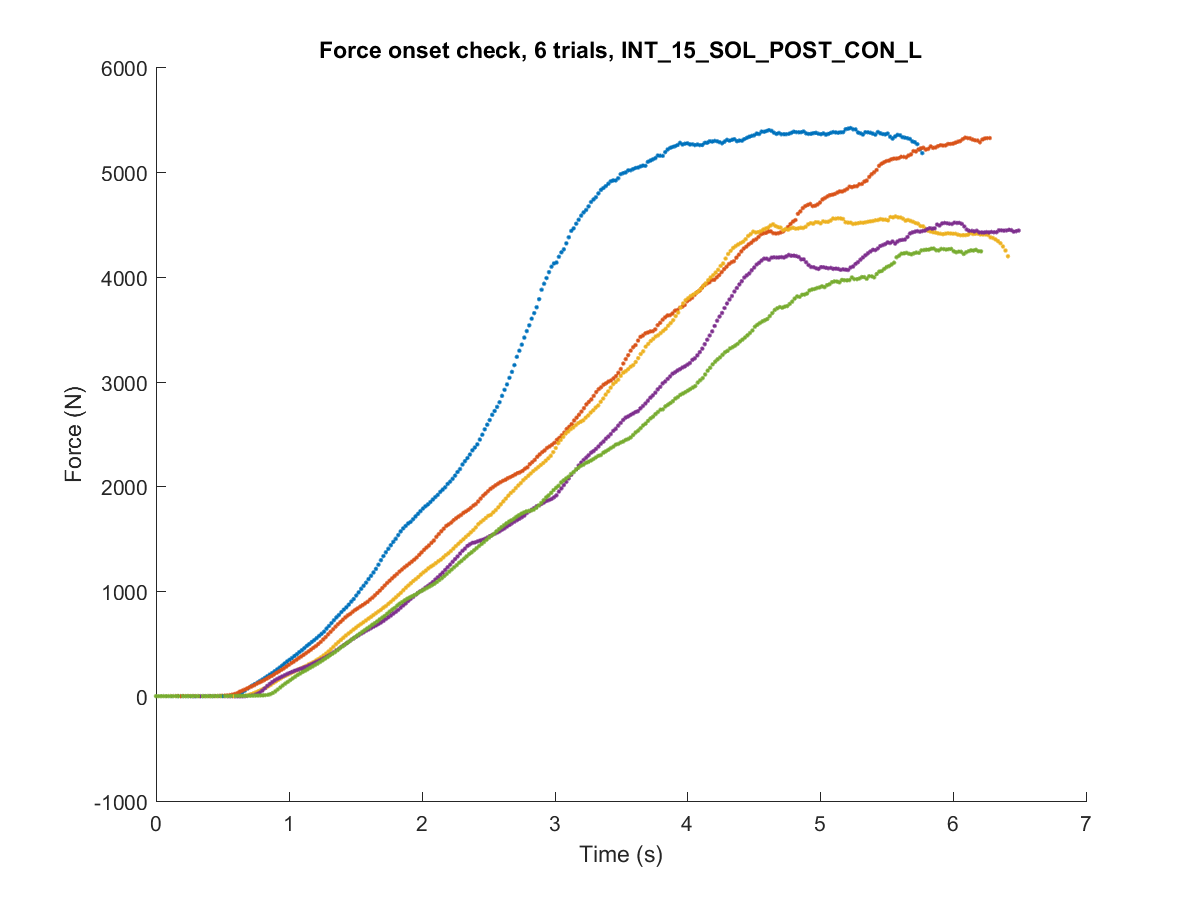 Force onset check, 6 trials, INT_15_SOL_POST_CON_L
6000
5000
4000
3000
2000
1000
0
-1000
Force (N)
0 1 2 3 4 5 6 7
Time (s)